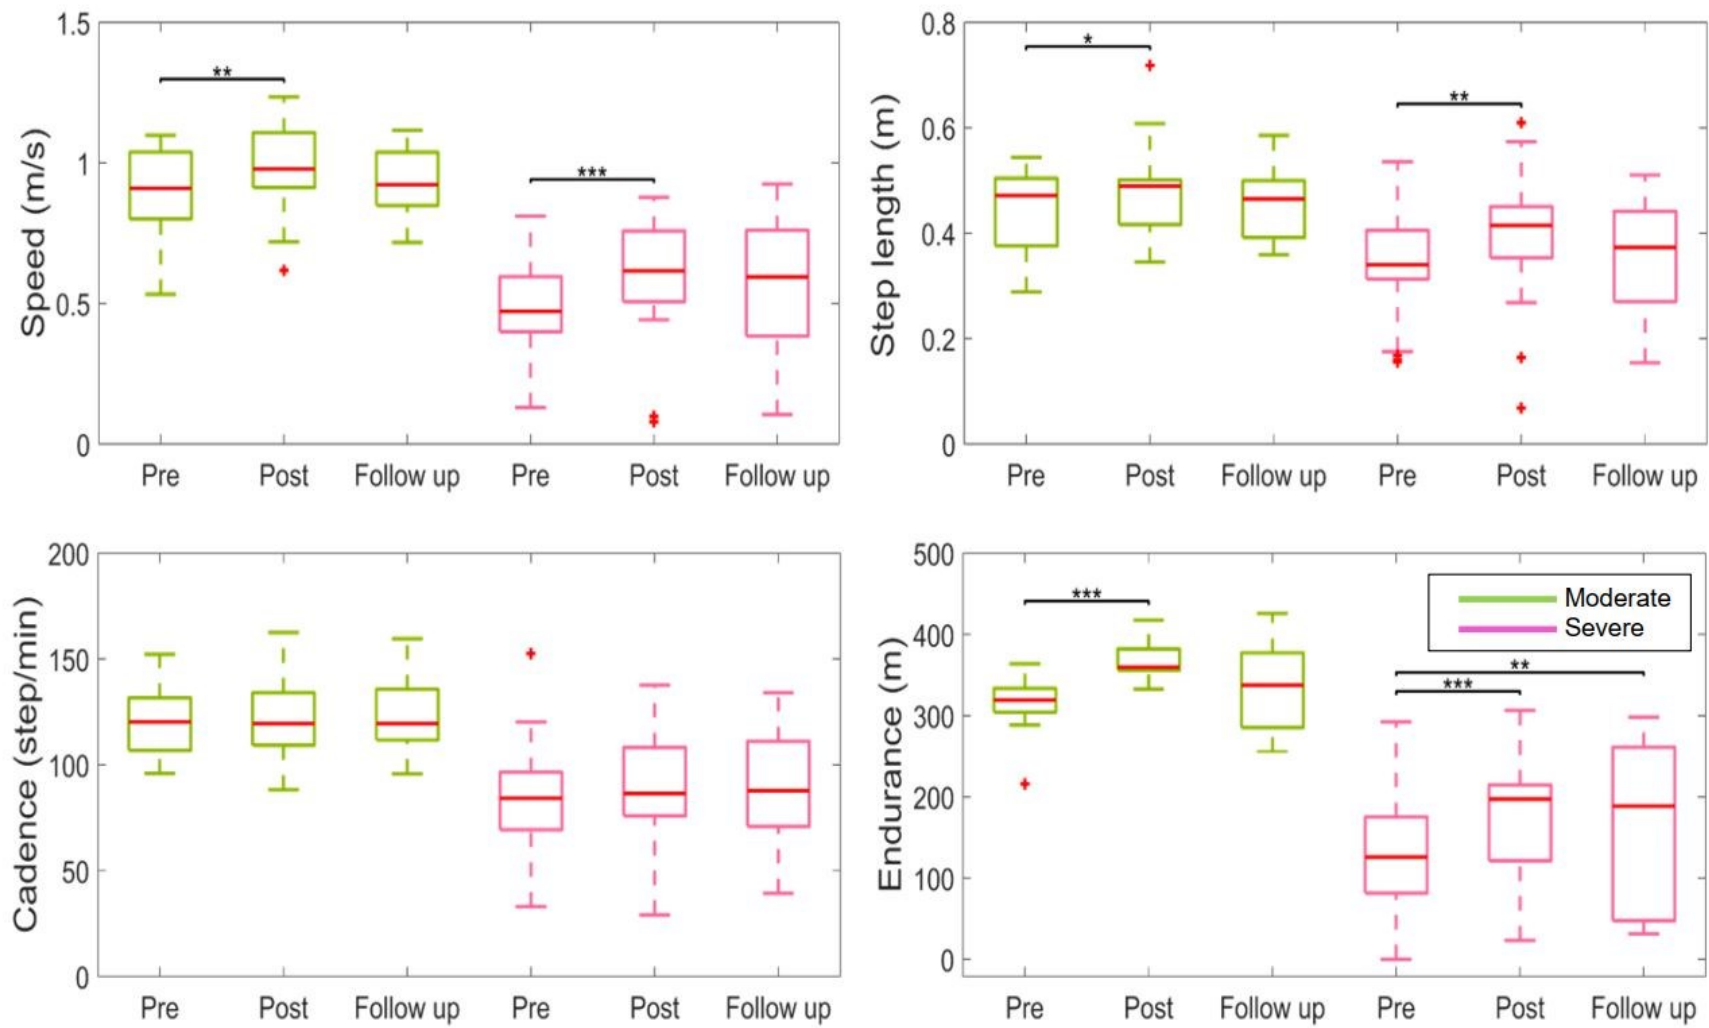 1.5
**
1
***
0.5
0
Speed (m/s)
Pre Post Follow up Pre Post Follow up
0.8
*
**
0.6
0.4
0.2
0
Step length (m)
Pre Post Follow up Pre Post Follow up
200
150
100
50
0
Cadence (step/min)
Pre Post Follow up Pre Post Follow up
500
***
Moderate
Severe
400
**
***
300
200
100
0
Endurance (m)
Pre Post Follow up Pre Post Follow up